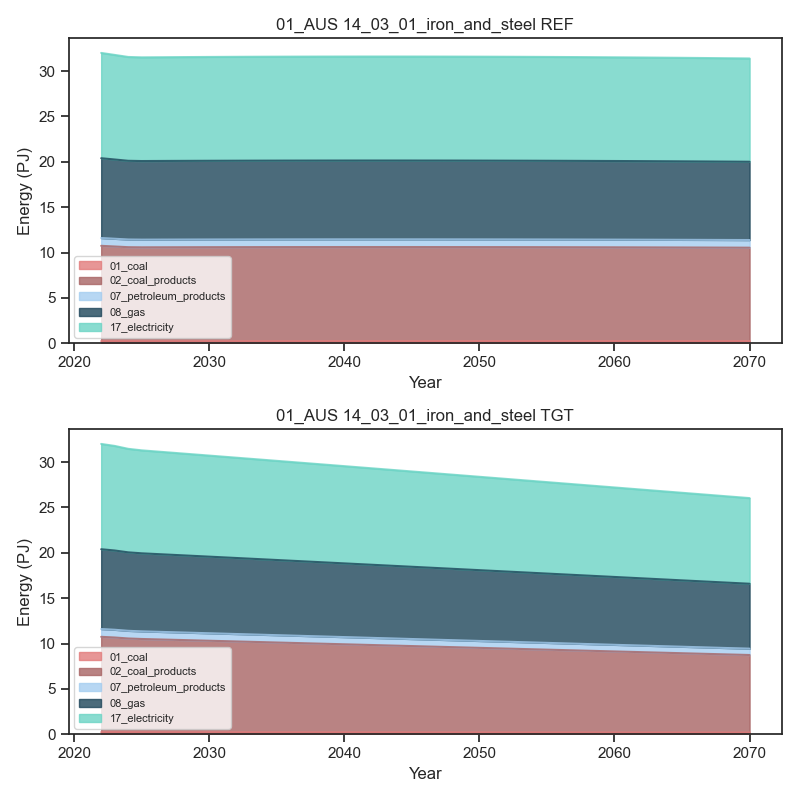 01_AUS 14_03_01_iron_and_steel REF
Energy (PJ)
30
25
20
15
10
5
0
01_coal
02_coal_products
07_petroleum_products
08_gas
17_electricity
2020 2030 2040 2050 2060 2070
Year
01_AUS 14_03_01_iron_and_steel TGT
Energy (PJ)
30
25
20
15
10
5
0
01_coal
02_coal_products
07_petroleum_products
08_gas
17_electricity
2020 2030 2040 2050 2060 2070
Year